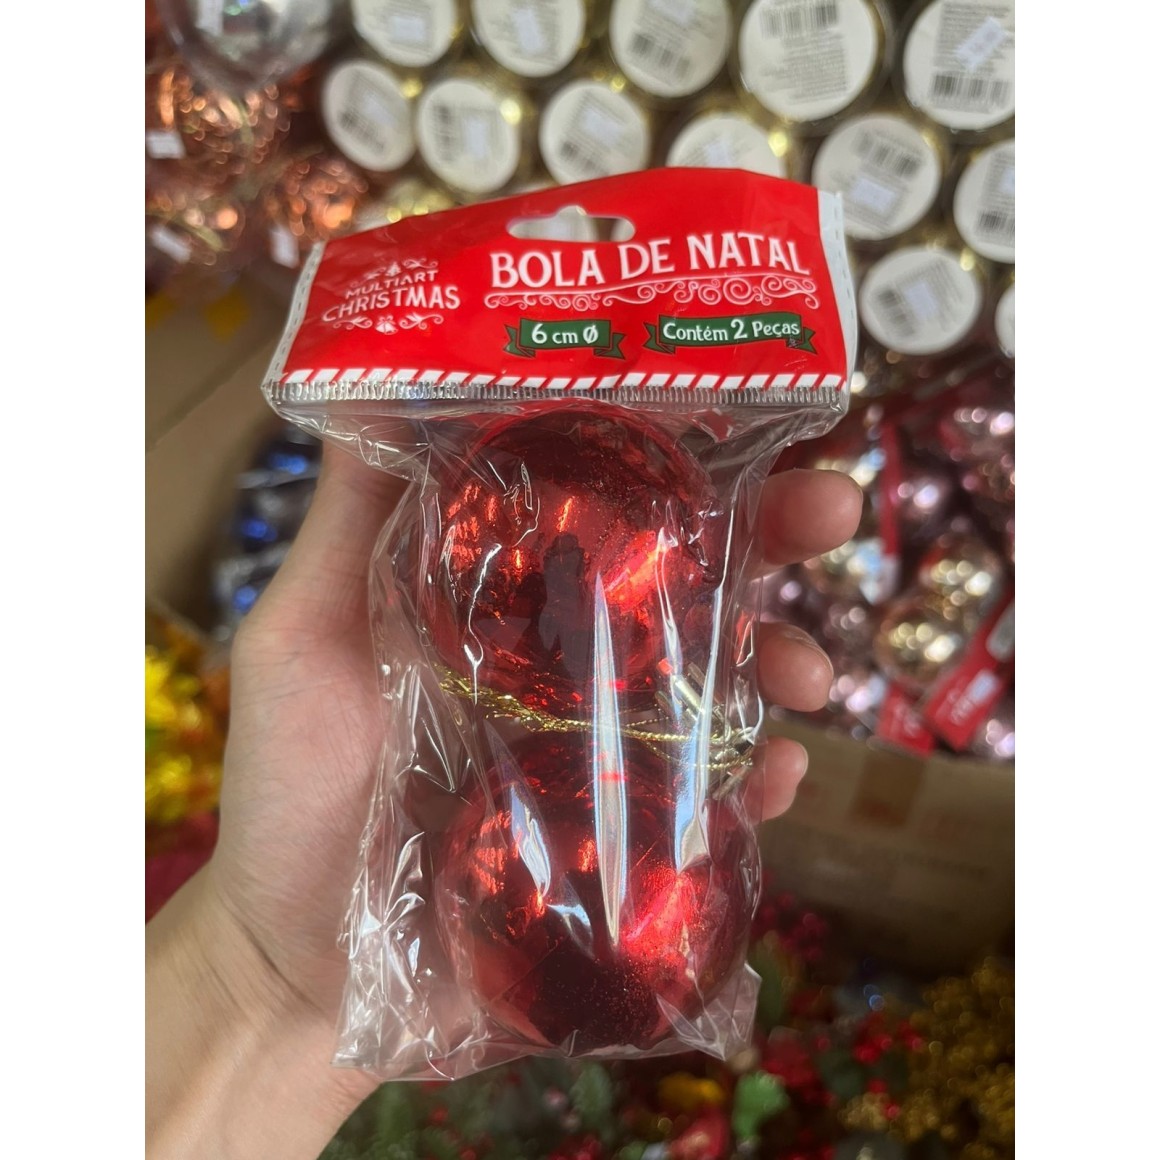 MULTIART
CHRISTMAS
BOLA DE NATAL
6 cm Ø
Contém 2 Peças